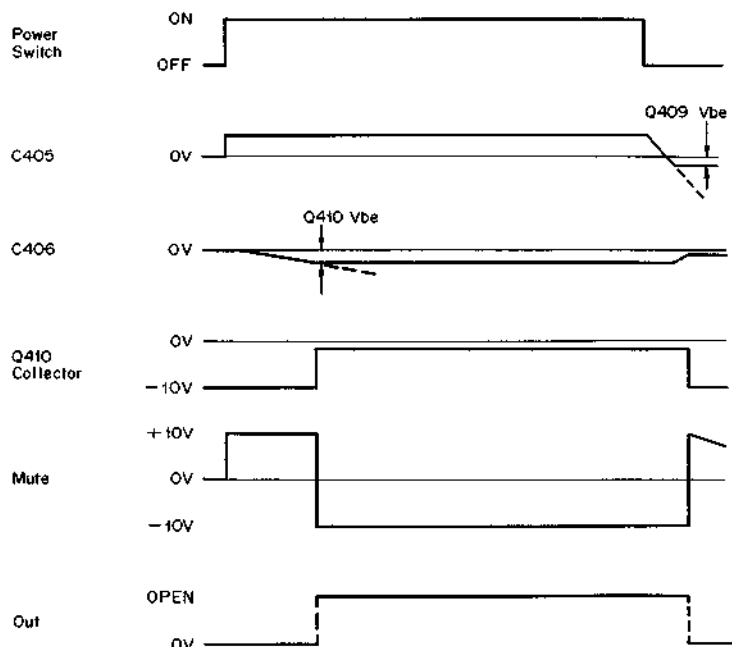 ON
Power
Switch
OFF
Q409 Vbe
C405
0V
Q410 Vbe
C406
0V
0V
Q410
Collector
-10V
+10V
Mute
0V
-10V
OPEN
Out
0V